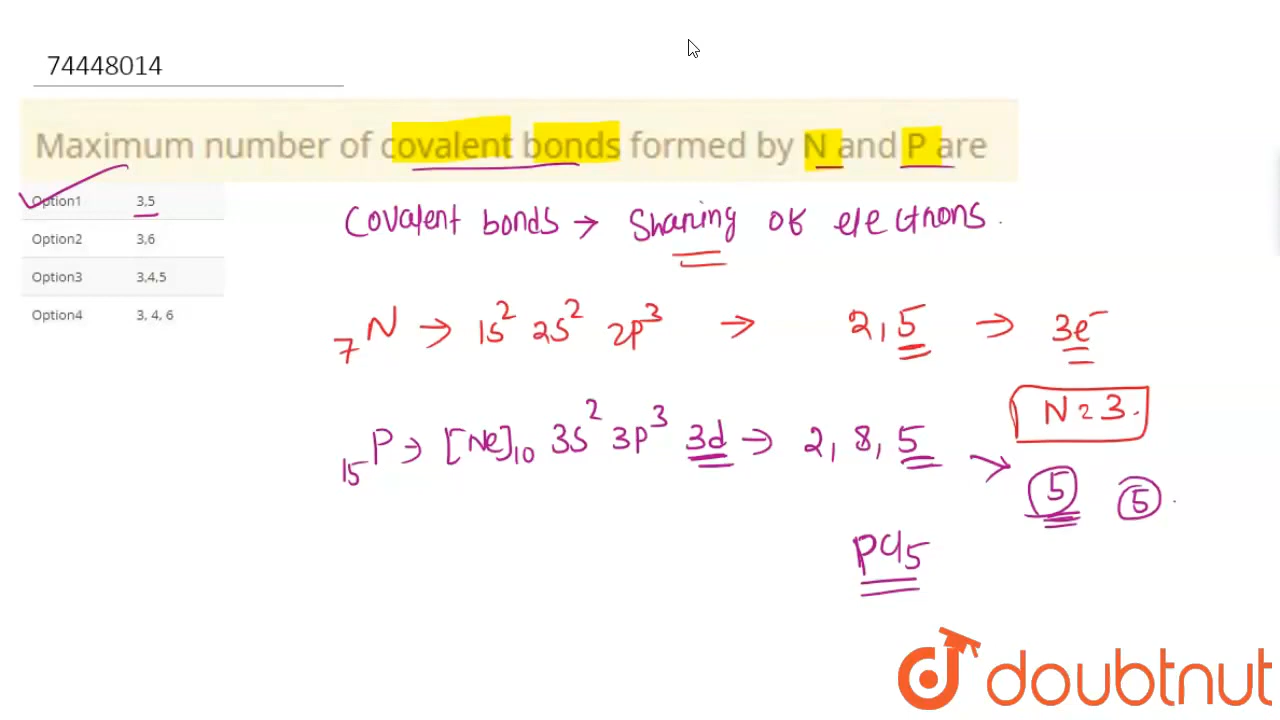 74448014
Maximum number of covalent bonds formed by N and P are
Option1 3,5
Option2 3,6
Option3 3,4,5
Option4 3, 4, 6
Covalent bonds → Sharing of electrons.
₇N → 1s² 2s² 2p³ → 2,5 → 3e⁻
N = 3.
₁₅P → [Ne]₁₀ 3s² 3p³ 3d → 2, 8, 5 → 5 5
PCl₅
doubtnut